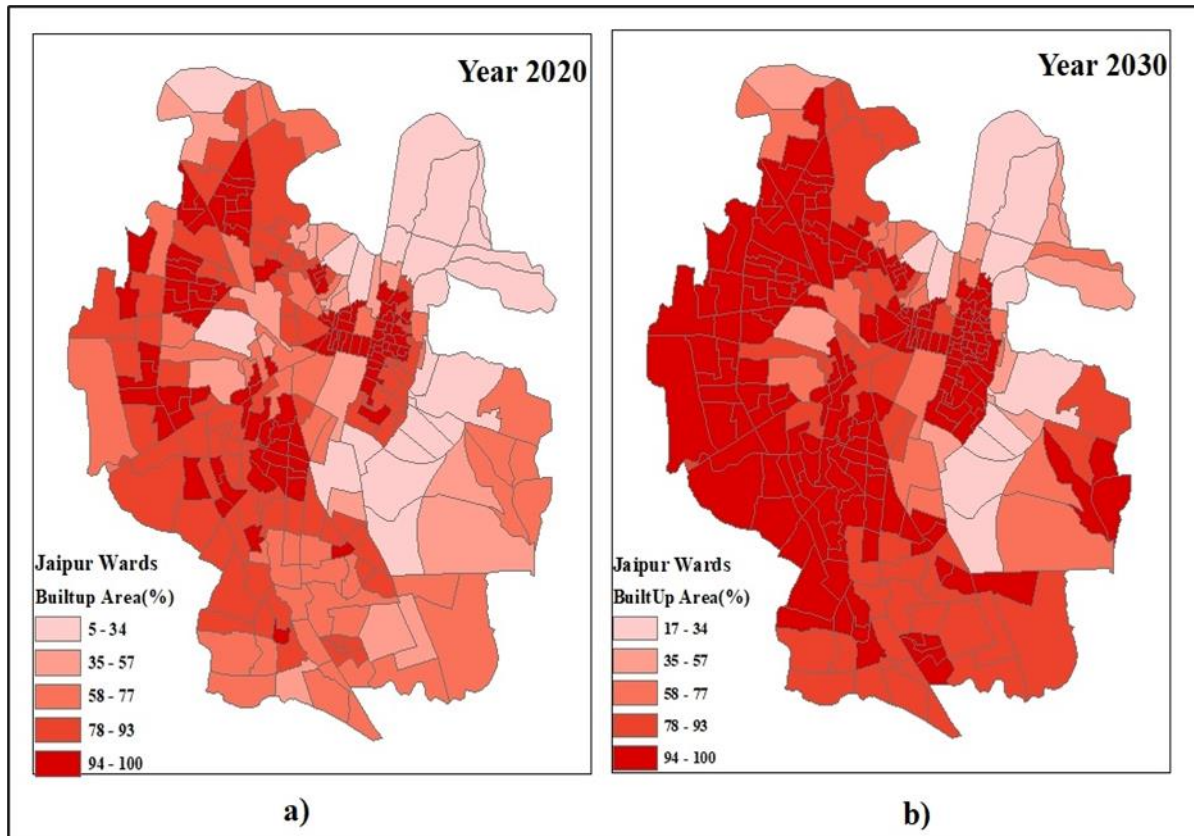 Year 2020
Jaipur Wards
Builtup Area(%)
5 - 34
35 - 57
58 - 77
78 - 93
94 - 100
a)
Year 2030
Jaipur Wards
BuiltUp Area(%)
17 - 34
35 - 57
58 - 77
78 - 93
94 - 100
b)